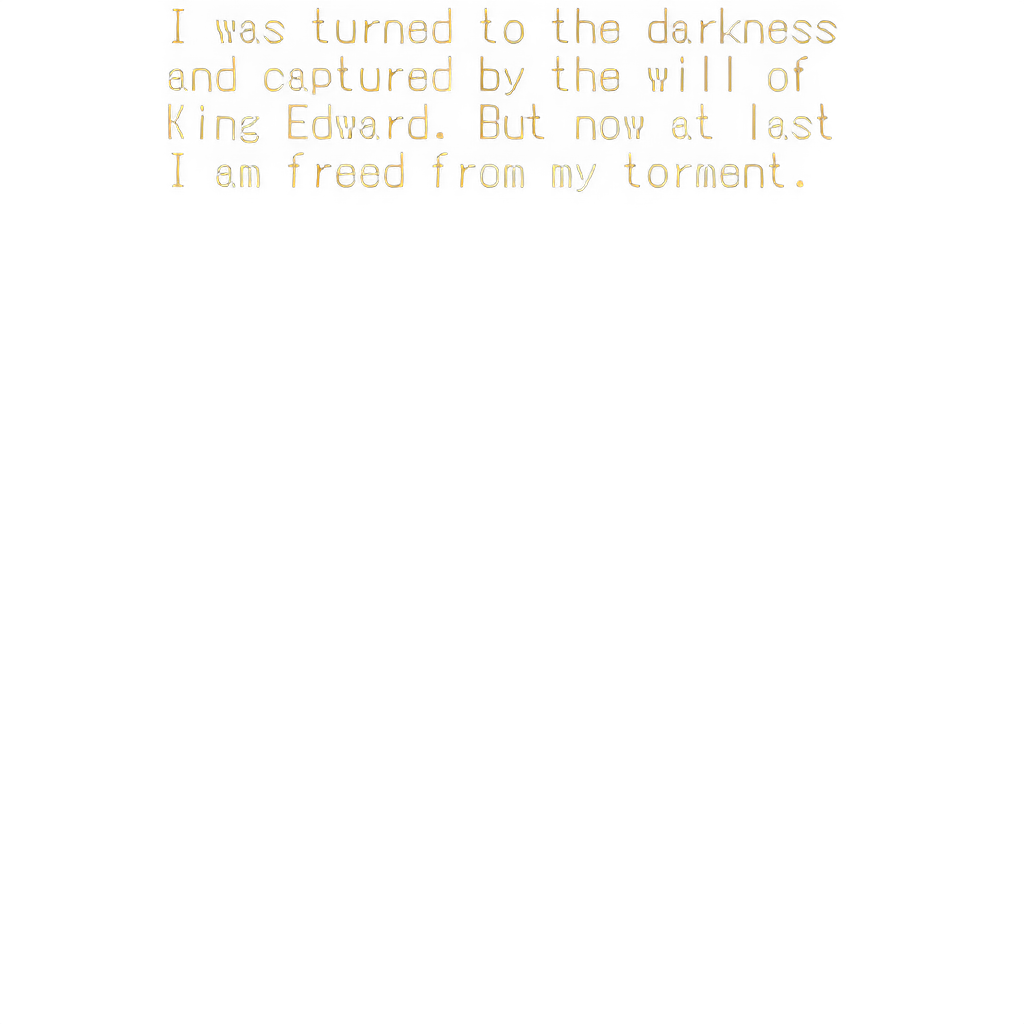 I was turned to the darkness
and captured by the will of
King Edward. But now at last
I am freed from my torment.